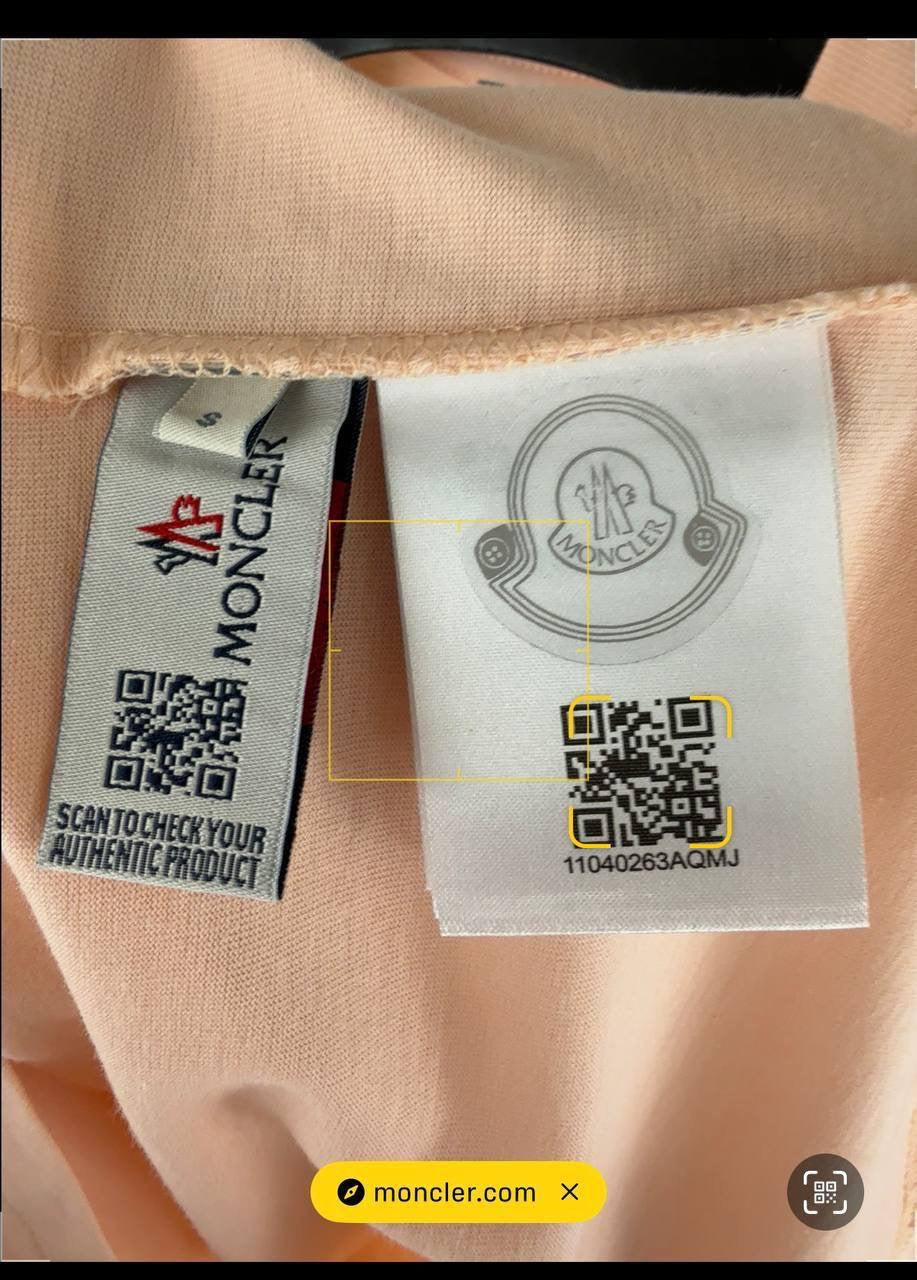 S
MONCLER
SCAN TO CHECK YOUR
AUTHENTIC PRODUCT
MONCLER
11040263AQMJ
moncler.com